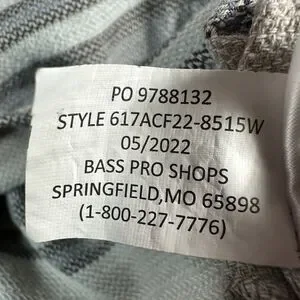 PO 9788132
STYLE 617ACF22-8515W
05/2022
BASS PRO SHOPS
SPRINGFIELD,MO 65898
(1-800-227-7776)